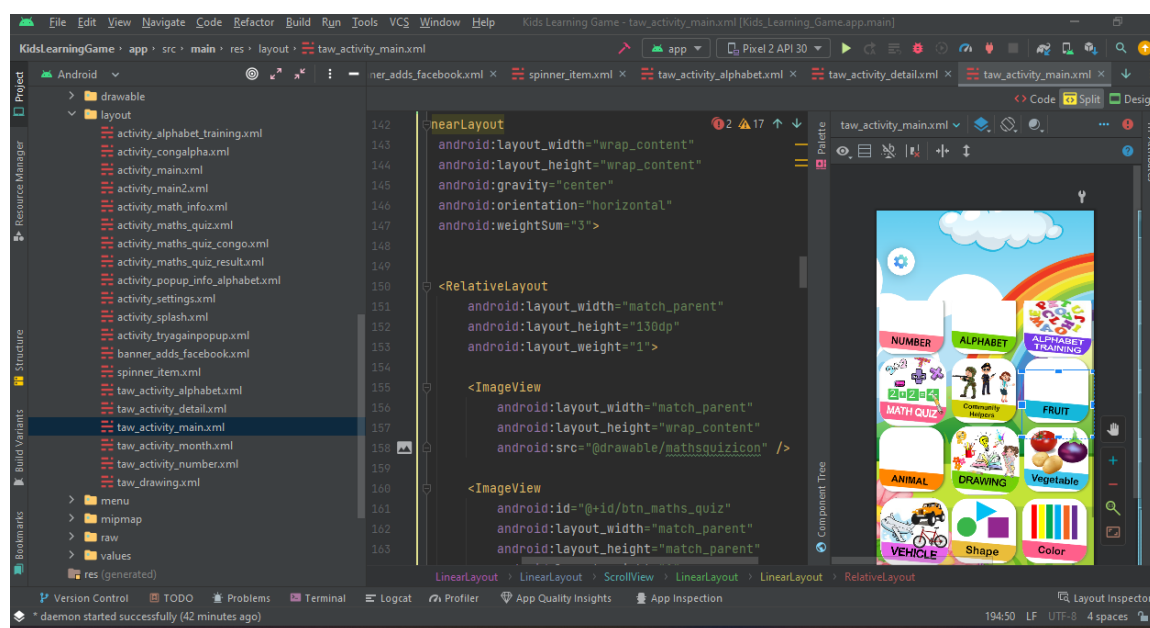 File Edit View Navigate Code Refactor Build Run Tools VCS Window Help Kids Learning Game - taw_activity_main.xml [Kids_Learning_Game.app.main]
KidsLearningGame › app › src › main › res › layout › taw_activity_main.xml app Pixel 2 API 30
Android
ner_adds_facebook.xml spinner_item.xml taw_activity_alphabet.xml taw_activity_detail.xml taw_activity_main.xml
Code Split Desig
Project
Resource Manager
Structure
Build Variants
Bookmarks
drawable
layout
activity_alphabet_training.xml
activity_congalpha.xml
activity_main.xml
activity_main2.xml
activity_math_info.xml
activity_maths_quiz.xml
activity_maths_quiz_congo.xml
activity_maths_quiz_result.xml
activity_popup_info_alphabet.xml
activity_settings.xml
activity_splash.xml
activity_tryagainpopup.xml
banner_adds_facebook.xml
spinner_item.xml
taw_activity_alphabet.xml
taw_activity_detail.xml
taw_activity_main.xml
taw_activity_month.xml
taw_activity_number.xml
taw_drawing.xml
menu
mipmap
raw
values
res (generated)
2 17
142 nearLayout
143 android:layout_width="wrap_content"
144 android:layout_height="wrap_content"
145 android:gravity="center"
146 android:orientation="horizontal"
147 android:weightSum="3">
148
149
150 <RelativeLayout
151 android:layout_width="match_parent"
152 android:layout_height="130dp"
153 android:layout_weight="1">
154
155 <ImageView
156 android:layout_width="match_parent"
157 android:layout_height="wrap_content"
158 android:src="@drawable/mathsquizicon" />
159
160 <ImageView
161 android:id="@+id/btn_maths_quiz"
162 android:layout_width="match_parent"
163 android:layout_height="match_parent"
LinearLayout › LinearLayout › ScrollView › LinearLayout › LinearLayout › RelativeLayout
Palette
Component Tree
taw_activity_main.xml
NUMBER ALPHABET ALPHABET TRAINING
MATH QUIZ Community Helpers FRUIT
ANIMAL DRAWING Vegetable
VEHICLE Shape Color
Version Control TODO Problems Terminal Logcat Profiler App Quality Insights App Inspection Layout Inspector
* daemon started successfully (42 minutes ago) 194:50 LF UTF-8 4 spaces